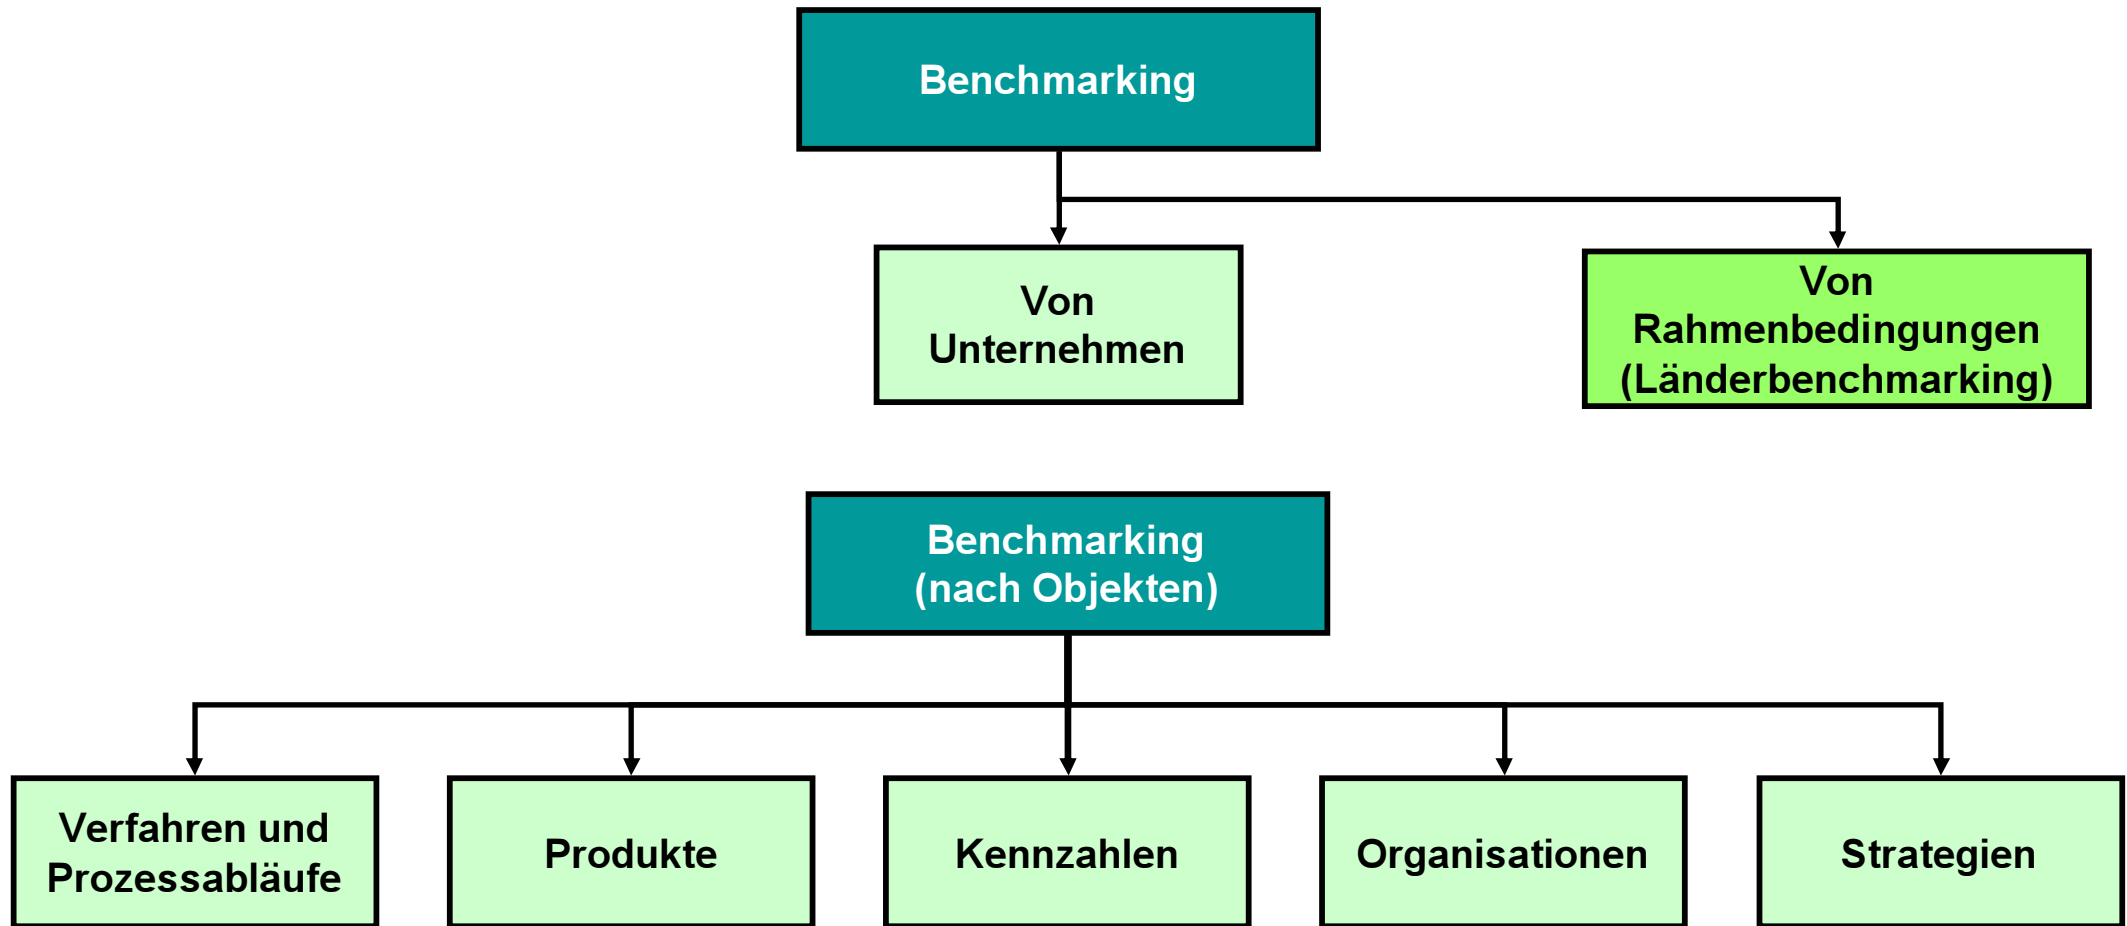 Benchmarking
Von
Unternehmen
Von
Rahmenbedingungen
(Länderbenchmarking)
Benchmarking
(nach Objekten)
Verfahren und
Prozessabläufe
Produkte
Kennzahlen
Organisationen
Strategien